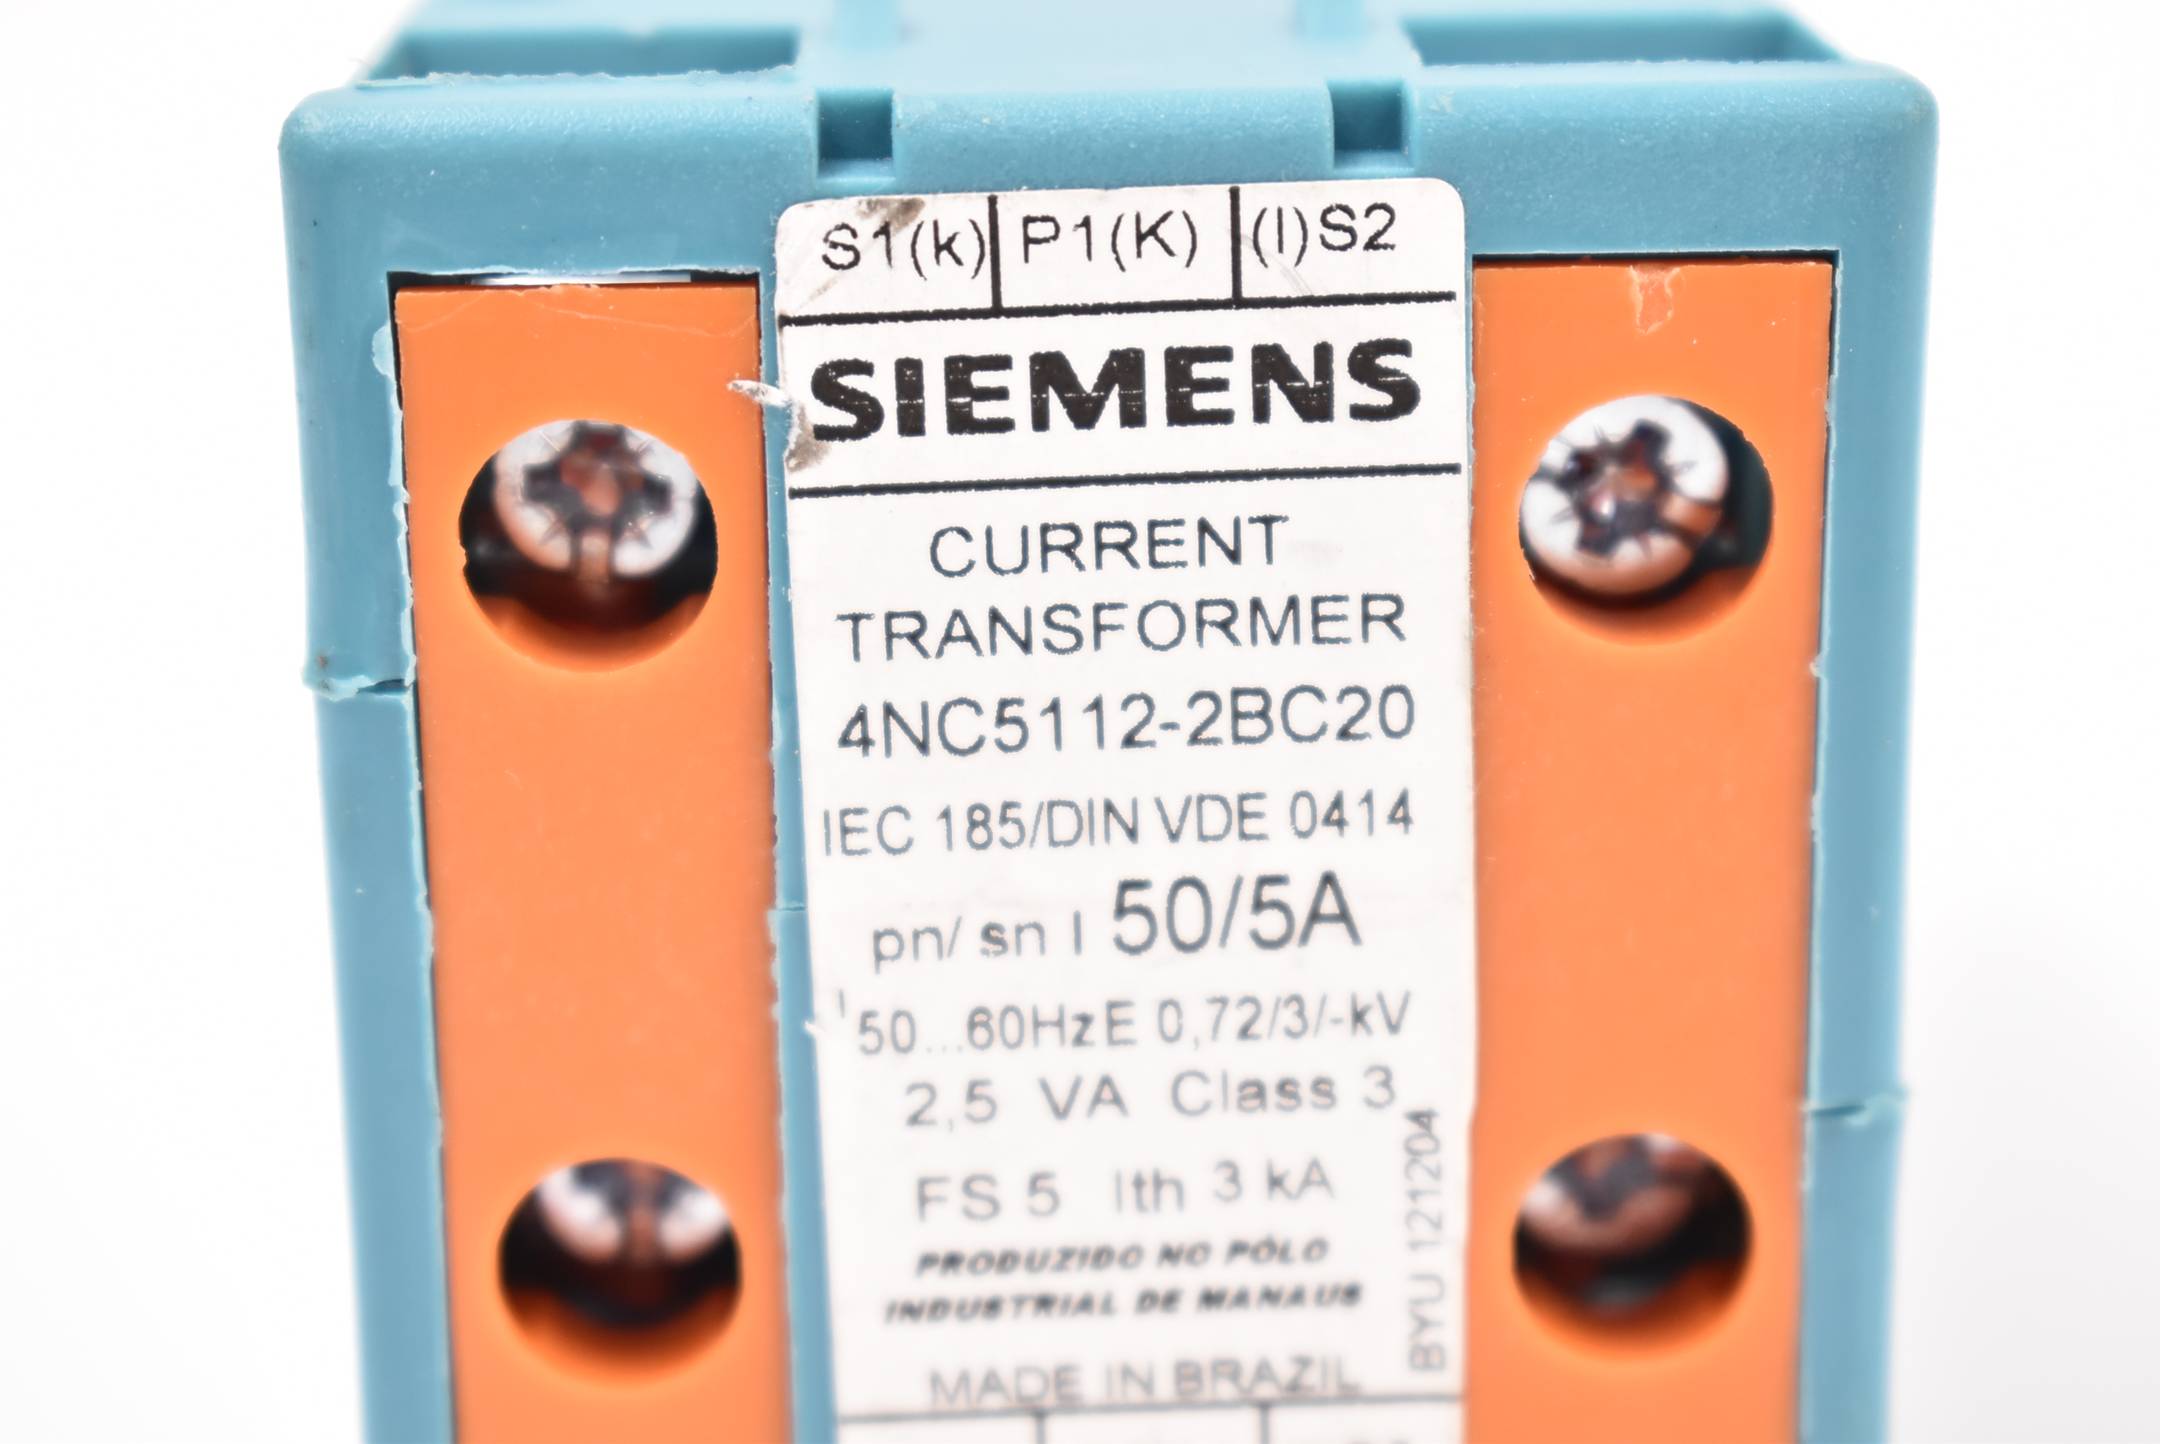 S1(k) P1(K) (l)S2
SIEMENS
CURRENT
TRANSFORMER
4NC5112-2BC20
IEC 185/DIN VDE 0414
pn/ sn I 50/5A
50...60Hz E 0,72/3/-kV
2,5 VA Class 3
FS 5 Ith 3 kA
PRODUZIDO NO PÓLO
INDUSTRIAL DE MANAUS
MADE IN BRAZIL
BYU 121204